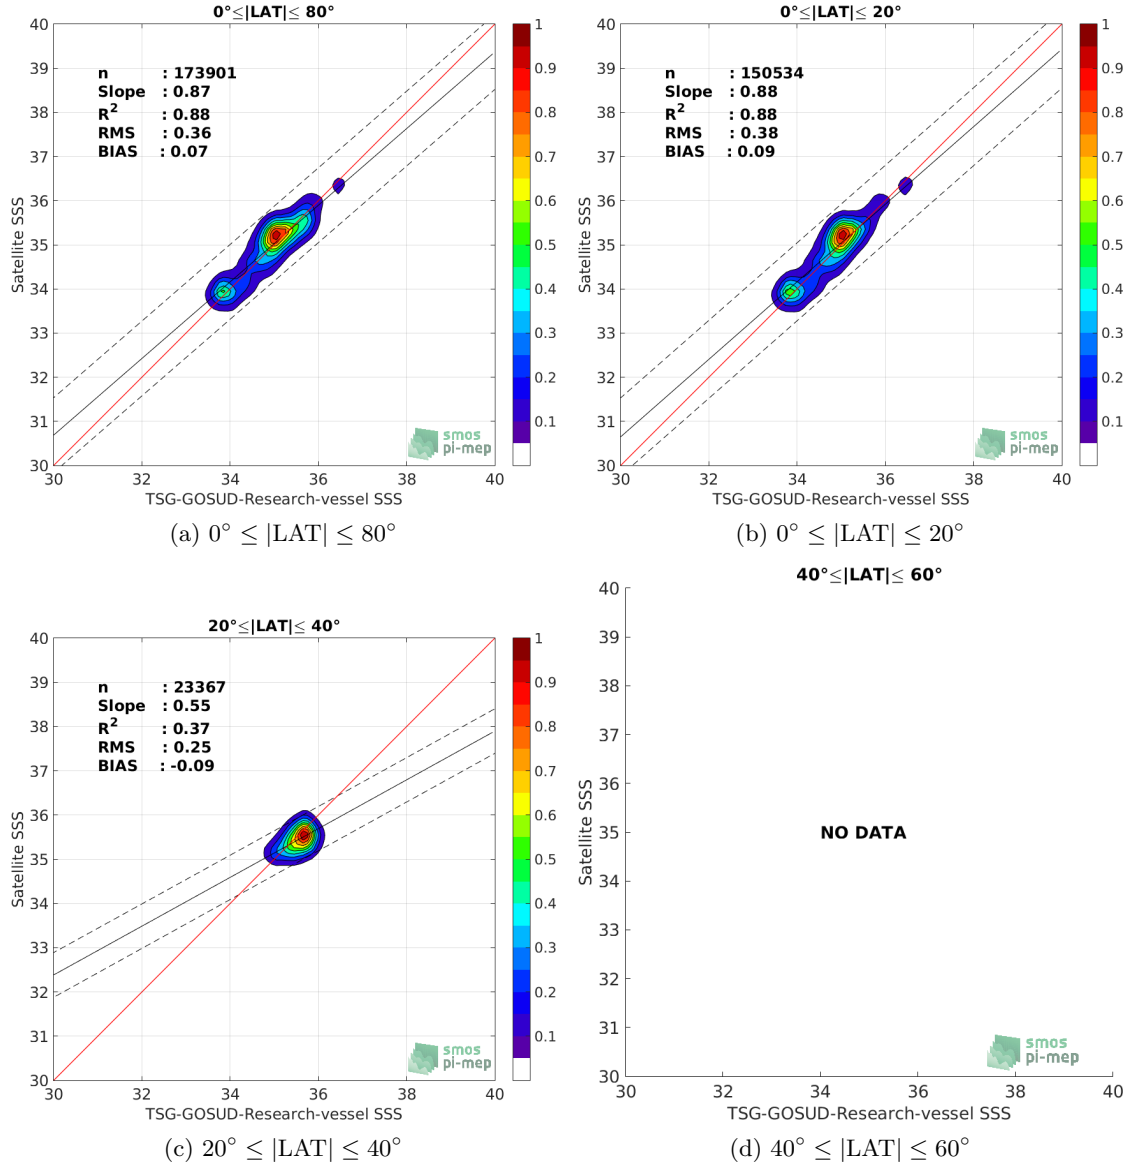 0°≤|LAT|≤ 80°
40
39
38
37
36
35
34
33
32
31
30
Satellite SSS
n : 173901
Slope : 0.87
R2 : 0.88
RMS : 0.36
BIAS : 0.07
smos
pi-mep
30 32 34 36 38 40
TSG-GOSUD-Research-vessel SSS
1
0.9
0.8
0.7
0.6
0.5
0.4
0.3
0.2
0.1
(a) 0° ≤ |LAT| ≤ 80°
0°≤|LAT|≤ 20°
40
39
38
37
36
35
34
33
32
31
30
Satellite SSS
n : 150534
Slope : 0.88
R2 : 0.88
RMS : 0.38
BIAS : 0.09
smos
pi-mep
30 32 34 36 38 40
TSG-GOSUD-Research-vessel SSS
1
0.9
0.8
0.7
0.6
0.5
0.4
0.3
0.2
0.1
(b) 0° ≤ |LAT| ≤ 20°
20°≤|LAT|≤ 40°
40
39
38
37
36
35
34
33
32
31
30
Satellite SSS
n : 23367
Slope : 0.55
R2 : 0.37
RMS : 0.25
BIAS : -0.09
smos
pi-mep
30 32 34 36 38 40
TSG-GOSUD-Research-vessel SSS
1
0.9
0.8
0.7
0.6
0.5
0.4
0.3
0.2
0.1
(c) 20° ≤ |LAT| ≤ 40°
40°≤|LAT|≤ 60°
40
39
38
37
36
35
34
33
32
31
30
Satellite SSS
NO DATA
smos
pi-mep
30 32 34 36 38 40
TSG-GOSUD-Research-vessel SSS
(d) 40° ≤ |LAT| ≤ 60°